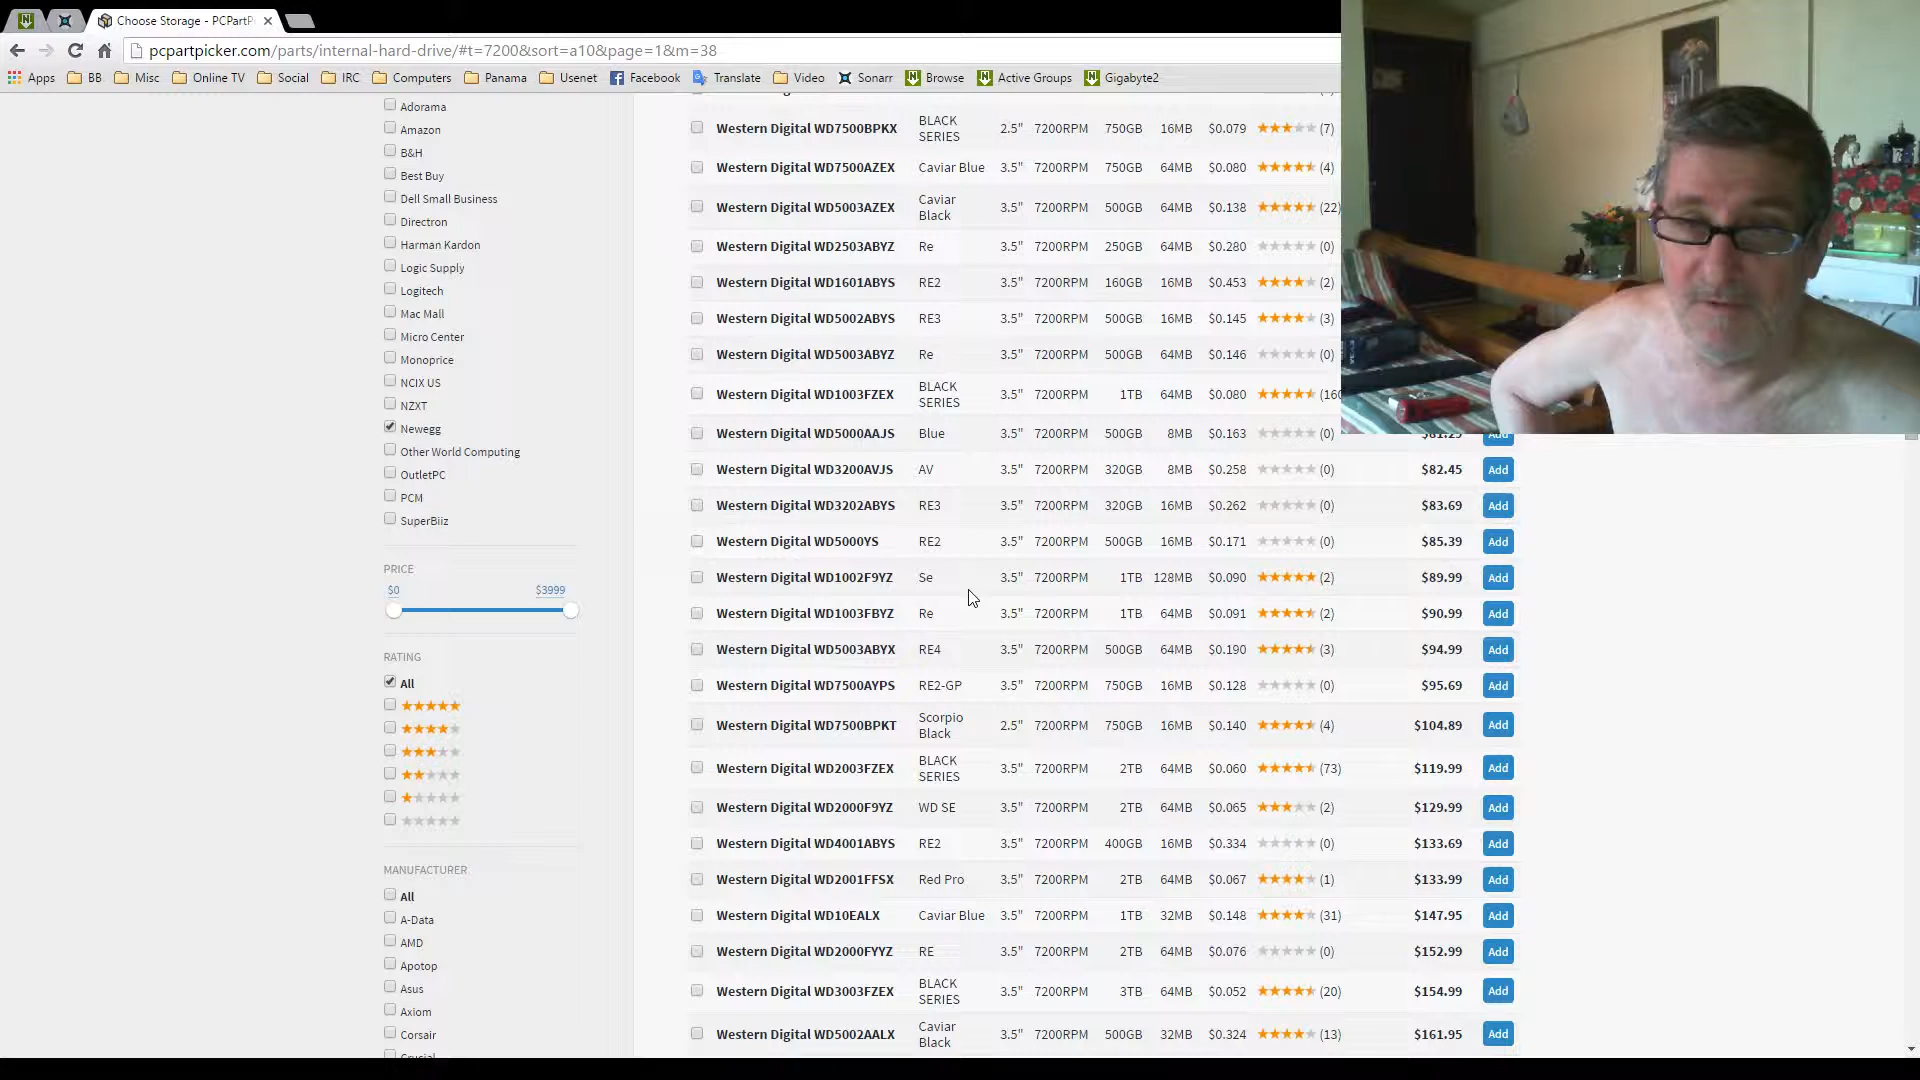 Choose Storage - PCPartP
pcpartpicker.com/parts/internal-hard-drive/#t=7200&sort=a10&page=1&m=38
Apps BB Misc Online TV Social IRC Computers Panama Usenet Facebook Translate Video Sonarr Browse Active Groups Gigabyte2
Adorama
Amazon
B&H
Best Buy
Dell Small Business
Directron
Harman Kardon
Logic Supply
Logitech
Mac Mall
Micro Center
Monoprice
NCIX US
NZXT
Newegg
Other World Computing
OutletPC
PCM
SuperBiiz
PRICE
$0 $3999
RATING
All
MANUFACTURER
All
A-Data
AMD
Apotop
Asus
Axiom
Corsair
Crucial
Western Digital WD7500BPKX BLACK SERIES 2.5" 7200RPM 750GB 16MB $0.079 (7)
Western Digital WD7500AZEX Caviar Blue 3.5" 7200RPM 750GB 64MB $0.080 (4)
Western Digital WD5003AZEX Caviar Black 3.5" 7200RPM 500GB 64MB $0.138 (22)
Western Digital WD2503ABYZ Re 3.5" 7200RPM 250GB 64MB $0.280 (0)
Western Digital WD1601ABYS RE2 3.5" 7200RPM 160GB 16MB $0.453 (2)
Western Digital WD5002ABYS RE3 3.5" 7200RPM 500GB 16MB $0.145 (3)
Western Digital WD5003ABYZ Re 3.5" 7200RPM 500GB 64MB $0.146 (0)
Western Digital WD1003FZEX BLACK SERIES 3.5" 7200RPM 1TB 64MB $0.080 (160
Western Digital WD5000AAJS Blue 3.5" 7200RPM 500GB 8MB $0.163 (0) $81.29 Add
Western Digital WD3200AVJS AV 3.5" 7200RPM 320GB 8MB $0.258 (0) $82.45 Add
Western Digital WD3202ABYS RE3 3.5" 7200RPM 320GB 16MB $0.262 (0) $83.69 Add
Western Digital WD5000YS RE2 3.5" 7200RPM 500GB 16MB $0.171 (0) $85.39 Add
Western Digital WD1002F9YZ Se 3.5" 7200RPM 1TB 128MB $0.090 (2) $89.99 Add
Western Digital WD1003FBYZ Re 3.5" 7200RPM 1TB 64MB $0.091 (2) $90.99 Add
Western Digital WD5003ABYX RE4 3.5" 7200RPM 500GB 64MB $0.190 (3) $94.99 Add
Western Digital WD7500AYPS RE2-GP 3.5" 7200RPM 750GB 16MB $0.128 (0) $95.69 Add
Western Digital WD7500BPKT Scorpio Black 2.5" 7200RPM 750GB 16MB $0.140 (4) $104.89 Add
Western Digital WD2003FZEX BLACK SERIES 3.5" 7200RPM 2TB 64MB $0.060 (73) $119.99 Add
Western Digital WD2000F9YZ WD SE 3.5" 7200RPM 2TB 64MB $0.065 (2) $129.99 Add
Western Digital WD4001ABYS RE2 3.5" 7200RPM 400GB 16MB $0.334 (0) $133.69 Add
Western Digital WD2001FFSX Red Pro 3.5" 7200RPM 2TB 64MB $0.067 (1) $133.99 Add
Western Digital WD10EALX Caviar Blue 3.5" 7200RPM 1TB 32MB $0.148 (31) $147.95 Add
Western Digital WD2000FYYZ RE 3.5" 7200RPM 2TB 64MB $0.076 (0) $152.99 Add
Western Digital WD3003FZEX BLACK SERIES 3.5" 7200RPM 3TB 64MB $0.052 (20) $154.99 Add
Western Digital WD5002AALX Caviar Black 3.5" 7200RPM 500GB 32MB $0.324 (13) $161.95 Add